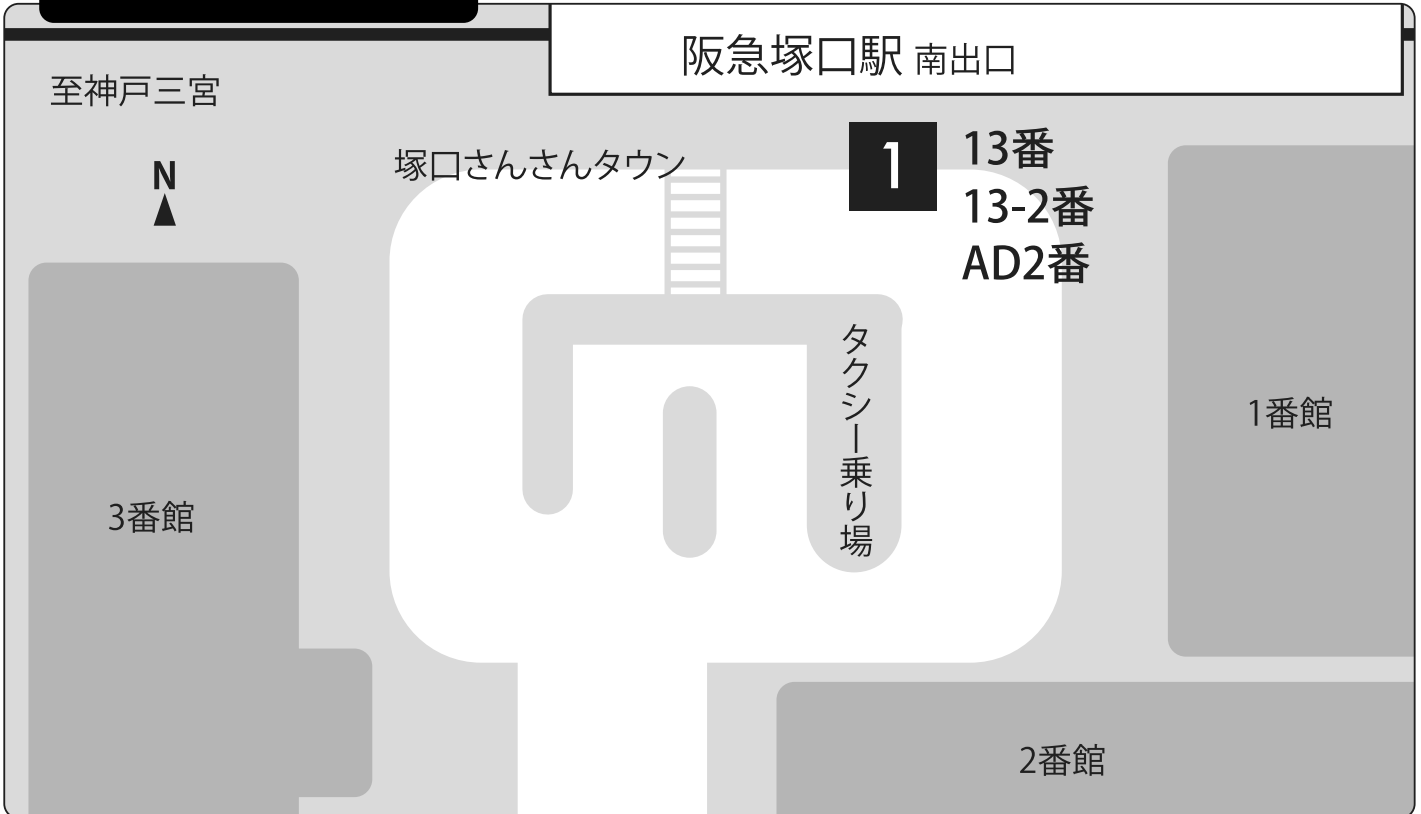 阪急塚口駅 南出口
至神戸三宮
塚口さんさんタウン
N
1
13番
13-2番
AD2番
タクシー乗り場
1番館
3番館
2番館